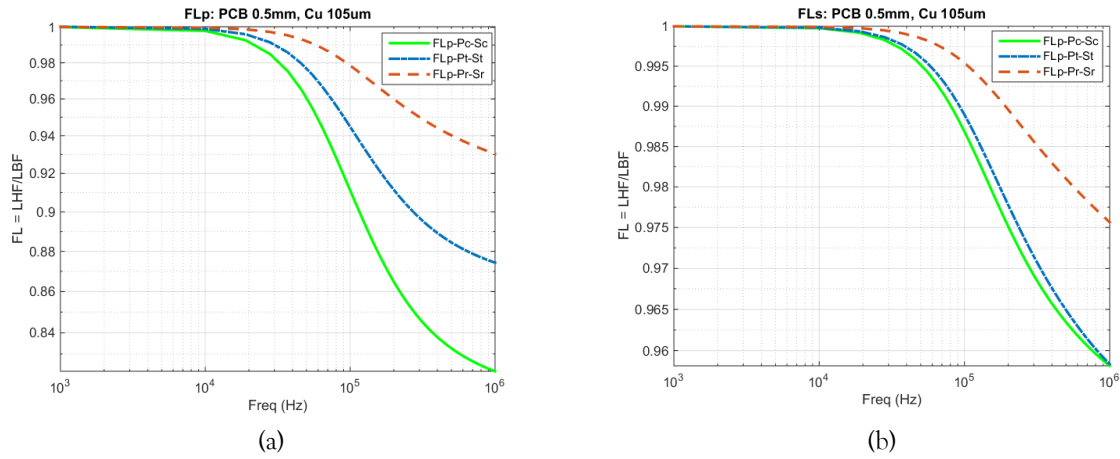 FLp: PCB 0.5mm, Cu 105um
1
0.98
0.96
0.94
0.92
0.9
0.88
0.86
0.84
FL = LHF/LBF
FLp-Pc-Sc
FLp-Pt-St
FLp-Pr-Sr
10^3
10^4
10^5
10^6
Freq (Hz)
(a)
FLs: PCB 0.5mm, Cu 105um
1
0.995
0.99
0.985
0.98
0.975
0.97
0.965
0.96
FL = LHF/LBF
FLp-Pc-Sc
FLp-Pt-St
FLp-Pr-Sr
10^3
10^4
10^5
10^6
Freq (Hz)
(b)